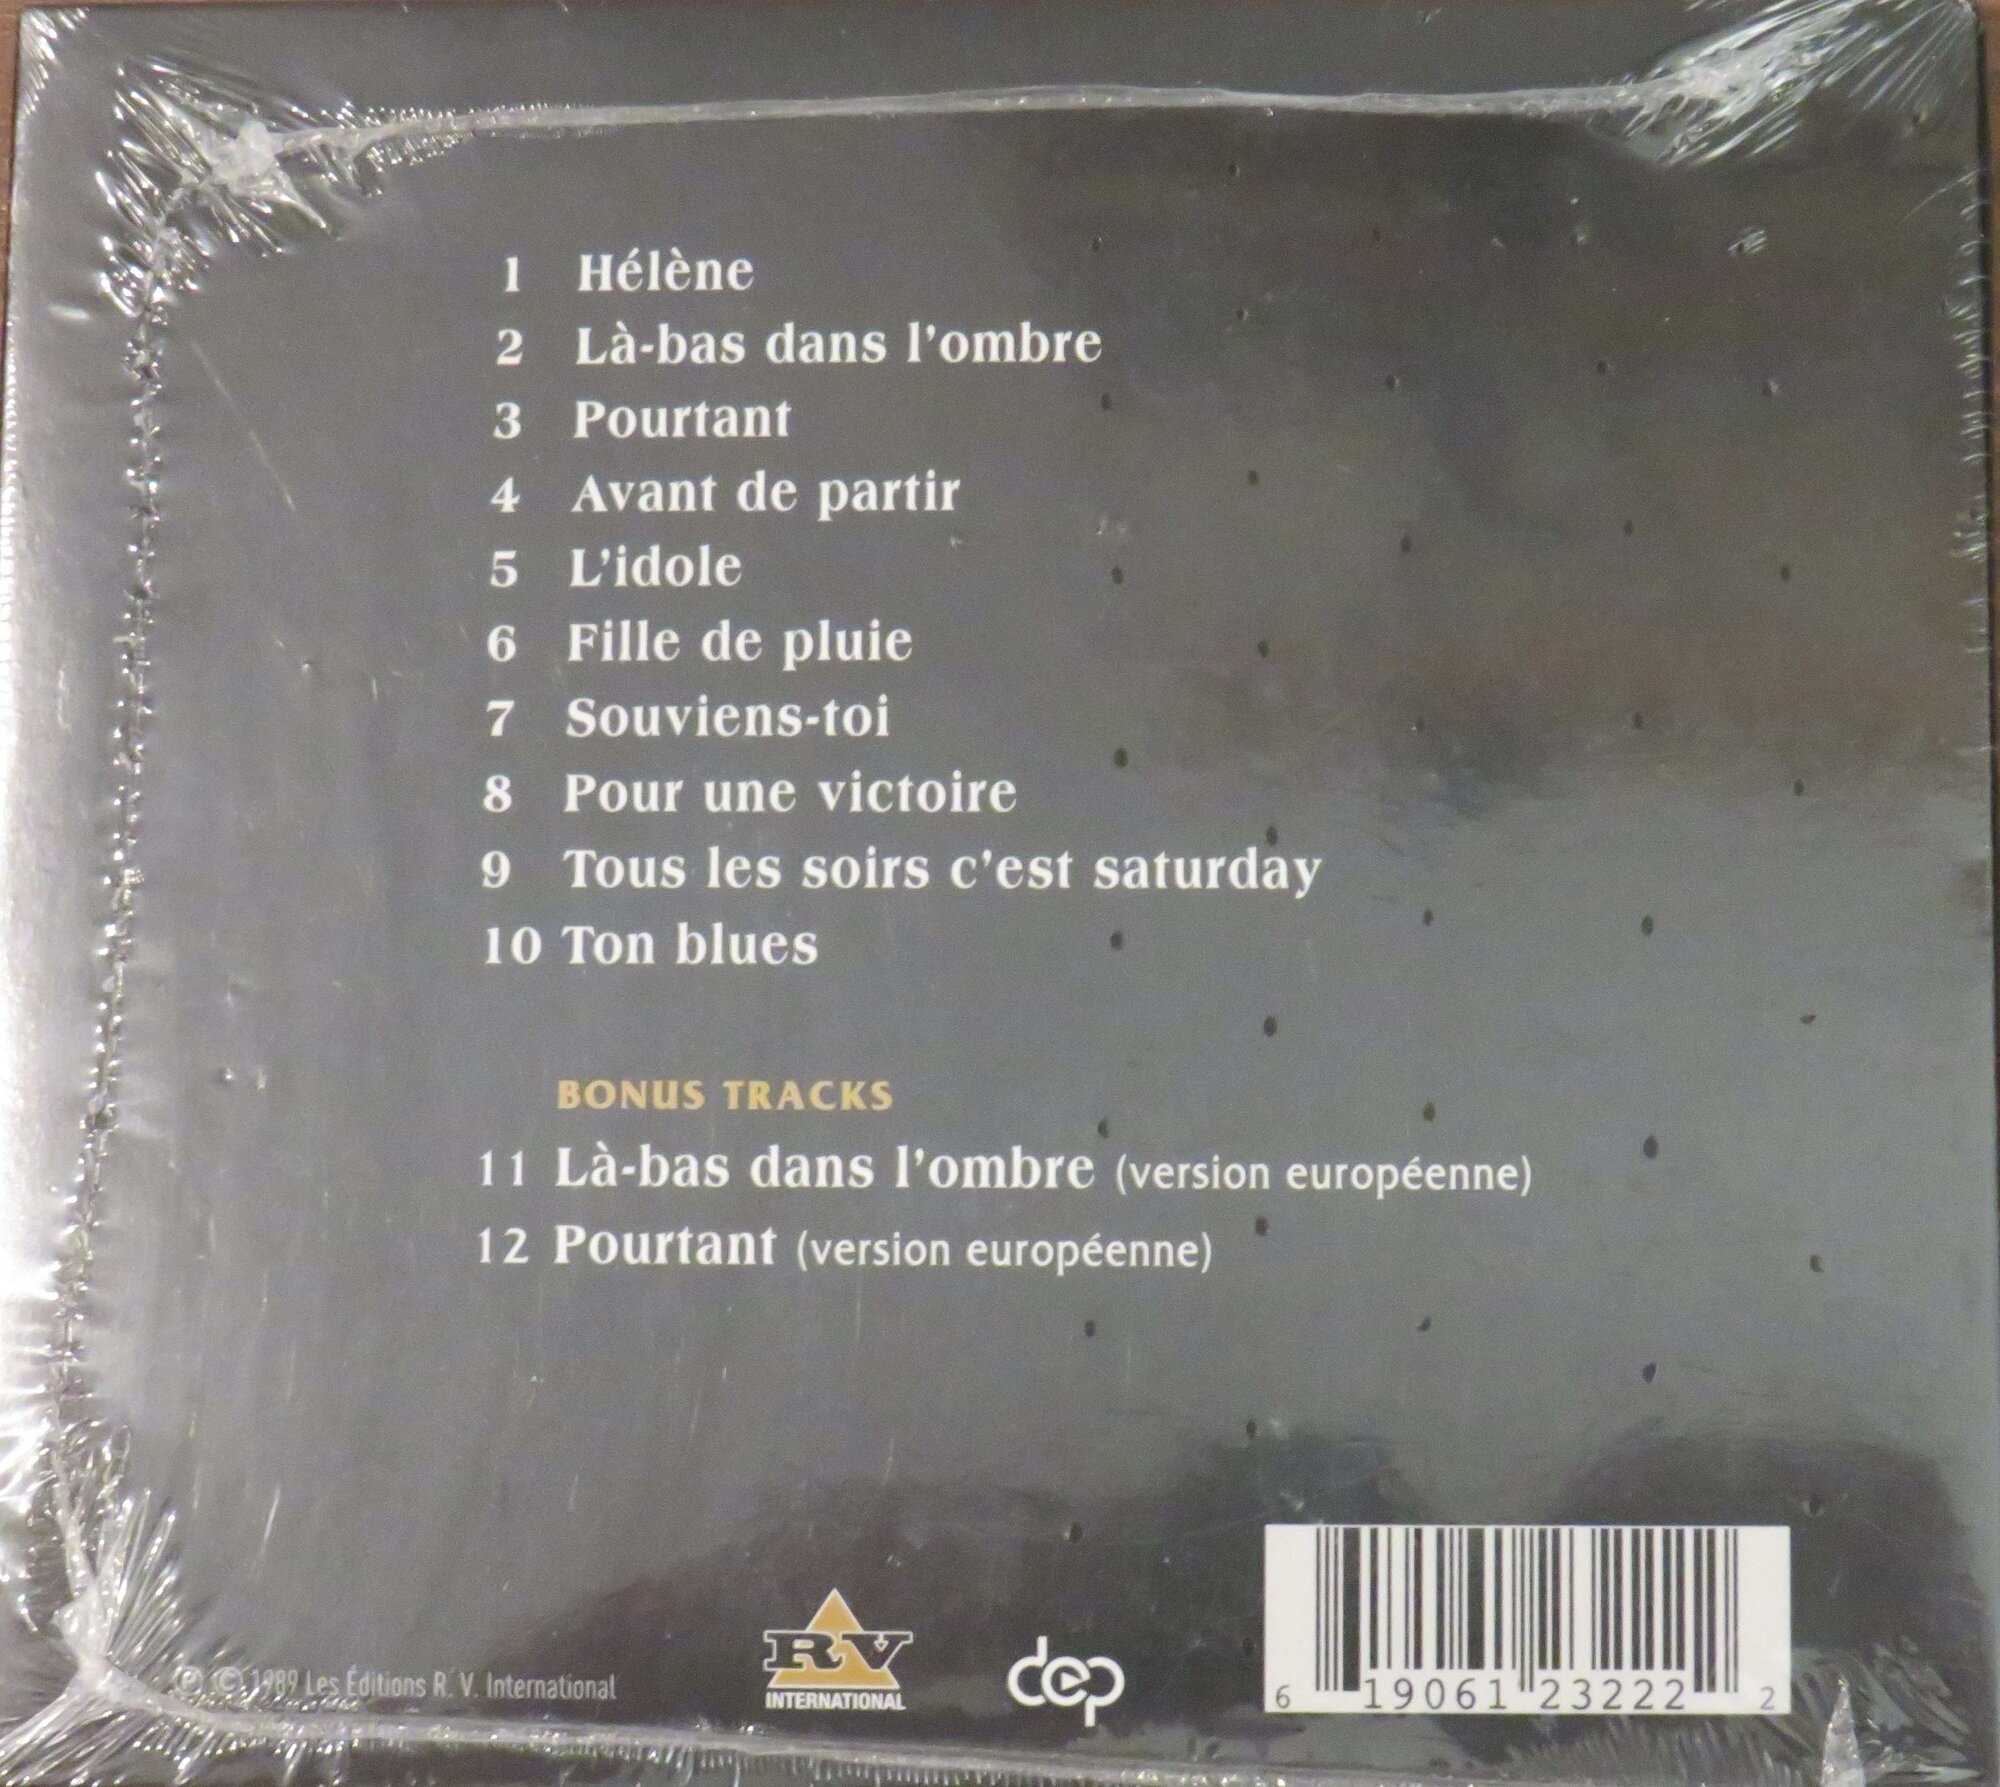 1 Hélène
2 Là-bas dans l'ombre
3 Pourtant
4 Avant de partir
5 L'idole
6 Fille de pluie
7 Souviens-toi
8 Pour une victoire
9 Tous les soirs c'est saturday
10 Ton blues
BONUS TRACKS
11 Là-bas dans l'ombre (version européenne)
12 Pourtant (version européenne)
℗ © 1989 Les Éditions R. V. International
RV
INTERNATIONAL
dep
6 19061 23222 2